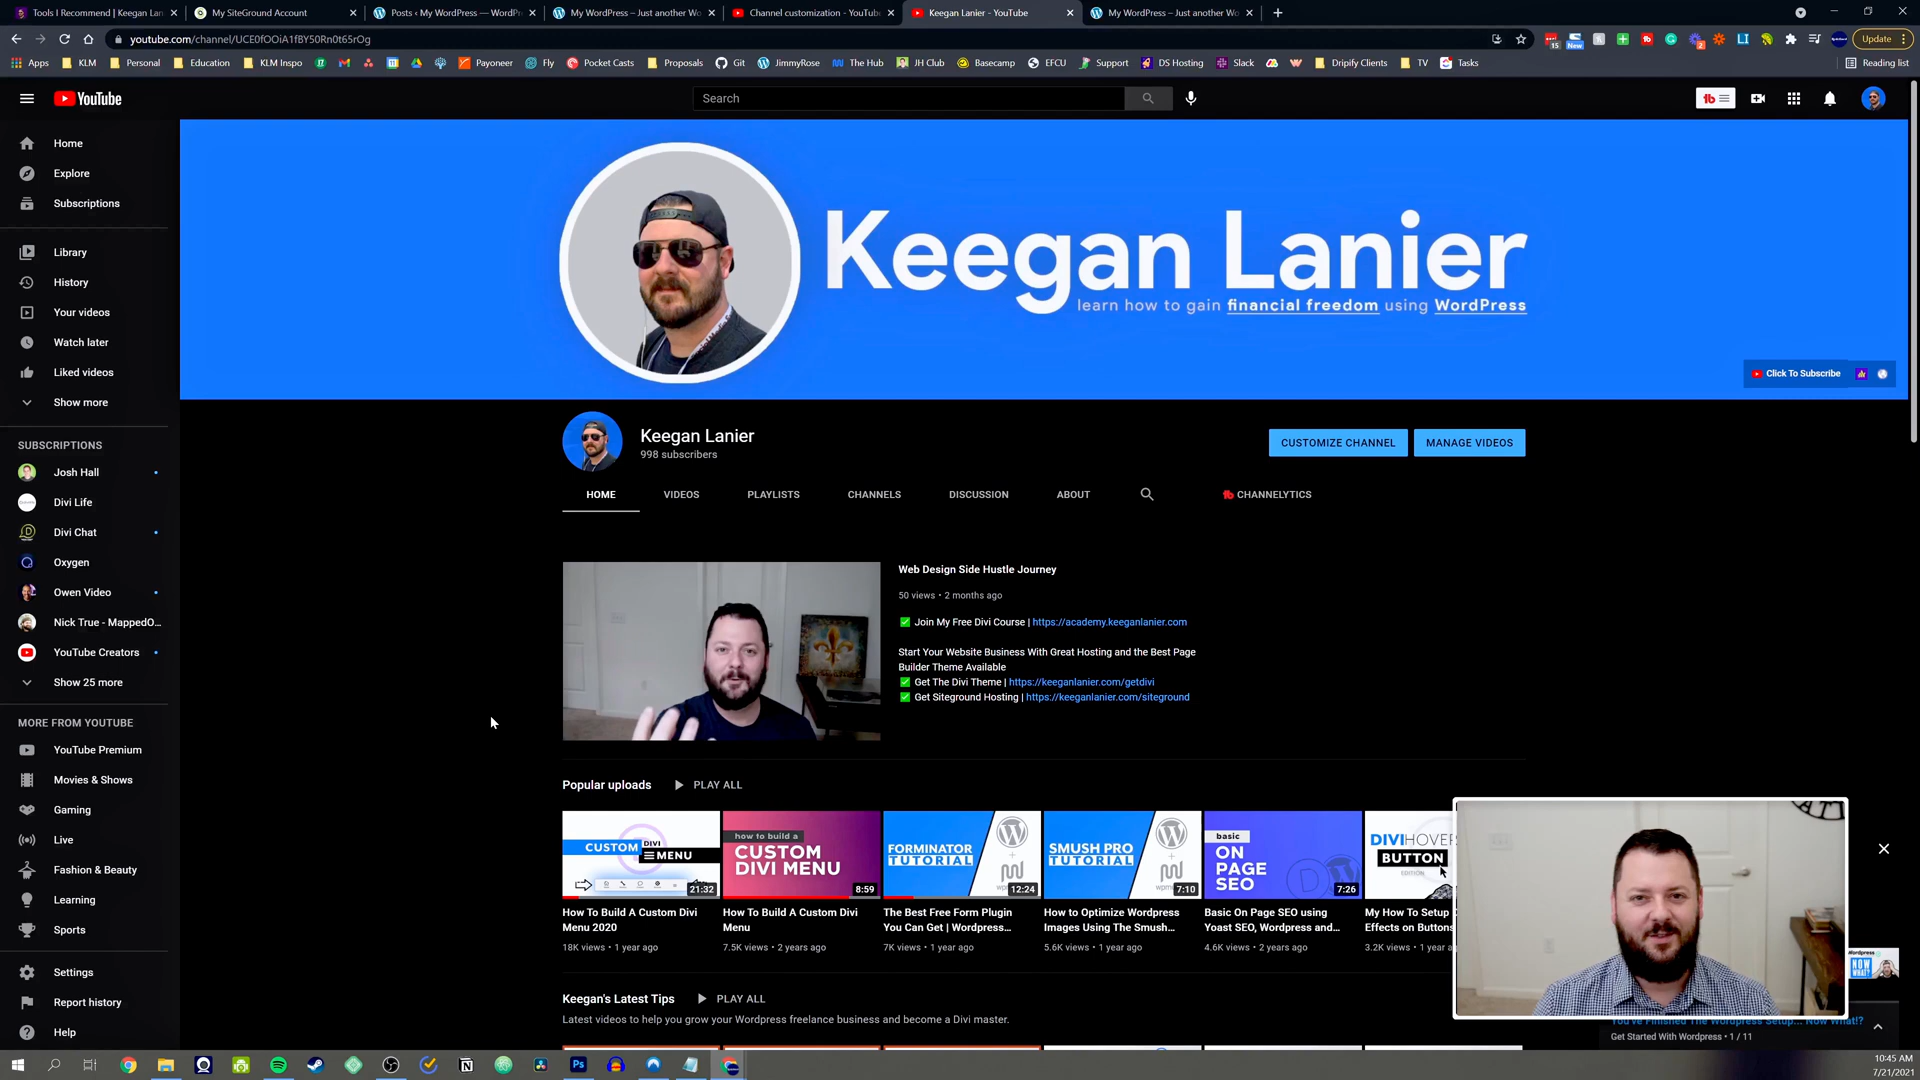 Tools I Recommend | Keegan Lan
My SiteGround Account
Posts ‹ My WordPress — WordPr
My WordPress – Just another Wo
Channel customization - YouTube
Keegan Lanier - YouTube
My WordPress – Just another Wo
youtube.com/channel/UCE0fOOiA1fBY50Rn0t65rOg
15
New
2
Update
Apps
KLM
Personal
Education
KLM Inspo
Payoneer
Fly
Pocket Casts
Proposals
Git
JimmyRose
The Hub
JH Club
Basecamp
EFCU
Support
DS Hosting
Slack
Dripify Clients
TV
Tasks
Reading list
YouTube
Search
Home
Explore
Subscriptions
Library
History
Your videos
Watch later
Liked videos
Show more
SUBSCRIPTIONS
Josh Hall
Divi Life
Divi Chat
Oxygen
Owen Video
Nick True - MappedO...
YouTube Creators
Show 25 more
MORE FROM YOUTUBE
YouTube Premium
Movies & Shows
Gaming
Live
Fashion & Beauty
Learning
Sports
Settings
Report history
Help
Keegan Lanier
learn how to gain financial freedom using WordPress
Click To Subscribe
Keegan Lanier
998 subscribers
CUSTOMIZE CHANNEL
MANAGE VIDEOS
HOME
VIDEOS
PLAYLISTS
CHANNELS
DISCUSSION
ABOUT
CHANNELYTICS
Web Design Side Hustle Journey
50 views • 2 months ago
✅ Join My Free Divi Course | https://academy.keeganlanier.com
Start Your Website Business With Great Hosting and the Best Page
Builder Theme Available
✅ Get The Divi Theme | https://keeganlanier.com/getdivi
✅ Get Siteground Hosting | https://keeganlanier.com/siteground
Popular uploads
PLAY ALL
CUSTOM DIVI MENU
21:32
How To Build A Custom Divi
Menu 2020
18K views • 1 year ago
how to build a
CUSTOM
DIVI MENU
8:59
How To Build A Custom Divi
Menu
7.5K views • 2 years ago
FORMINATOR
TUTORIAL
12:24
The Best Free Form Plugin
You Can Get | Wordpress...
7K views • 1 year ago
SMUSH PRO
TUTORIAL
7:10
How to Optimize Wordpress
Images Using The Smush...
5.6K views • 1 year ago
basic
ON
PAGE
SEO
7:26
Basic On Page SEO using
Yoast SEO, Wordpress and...
4.6K views • 2 years ago
DIVI HOVER
BUTTON
EDITION
My How To Setup
Effects on Buttons
3.2K views • 1 year a
Keegan's Latest Tips
PLAY ALL
Latest videos to help you grow your Wordpress freelance business and become a Divi master.
NOW
WHAT?
You've Finished The Wordpress Setup... Now What!?
Get Started With Wordpress • 1 / 11
10:45 AM
7/21/2021